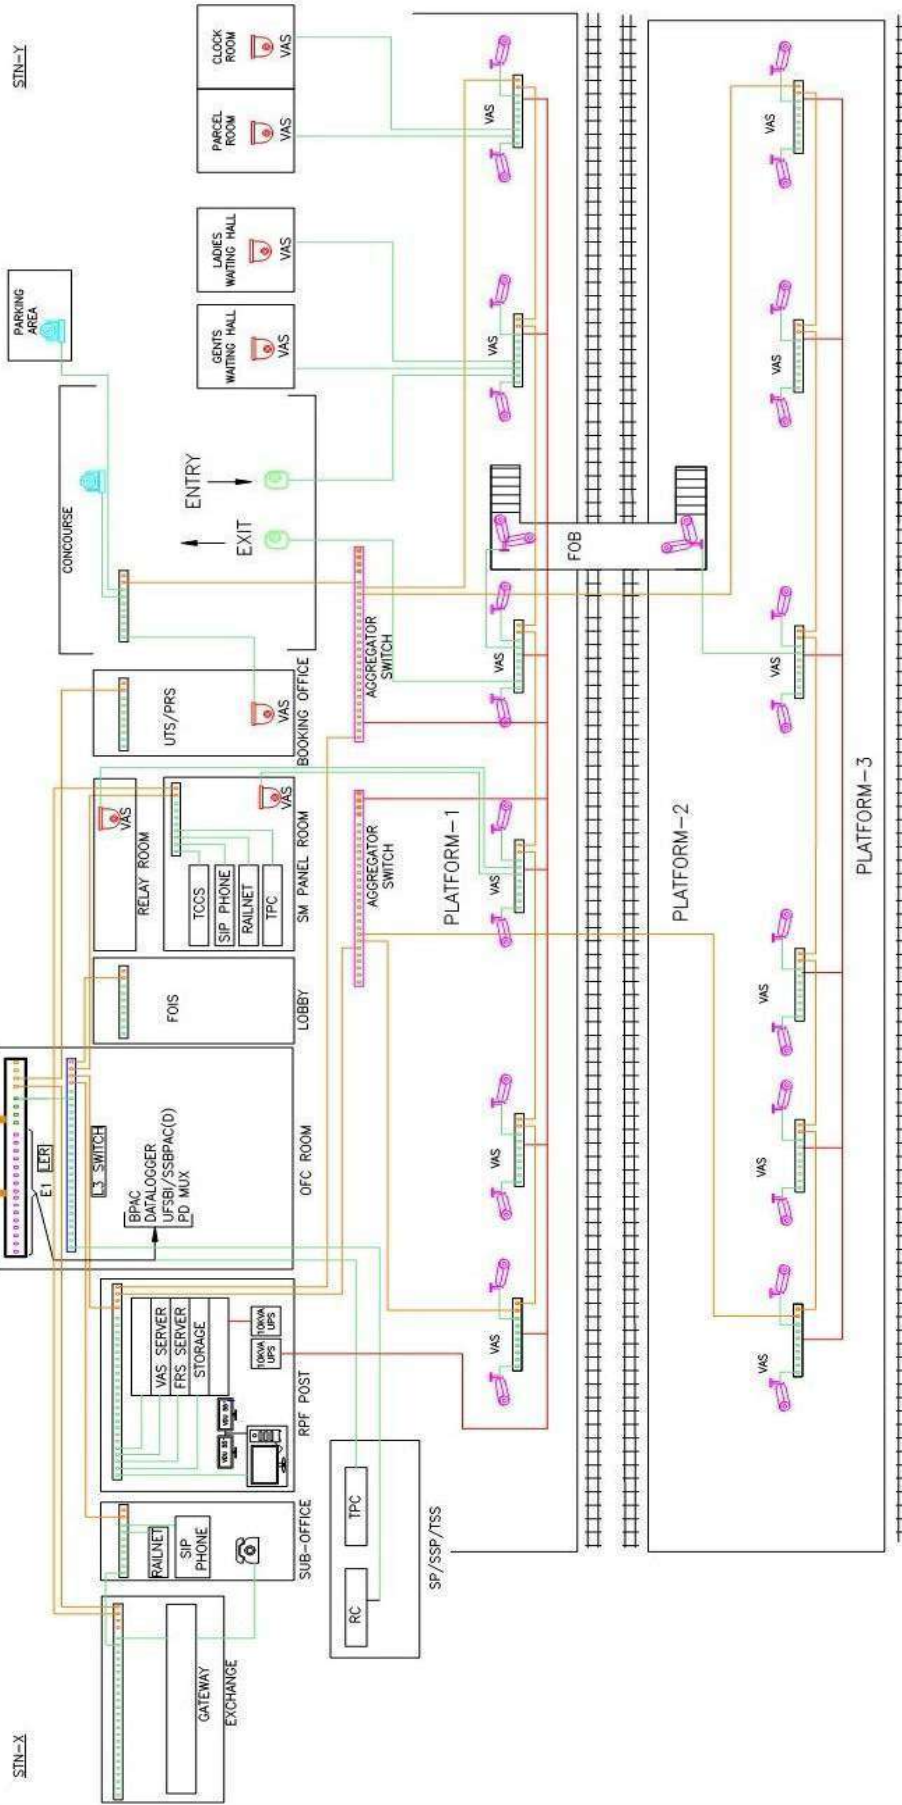 STN-X
STN-Y
GATEWAY
EXCHANGE
RAILNET
SIP
PHONE
SUB-OFFICE
VAS SERVER
FRS SERVER
STORAGE
VDU 55"
VDU 55"
10KVA
UPS
10KVA
UPS
RPF POST
E1
LER
L3 SWITCH
BPAC
DATALOGGER
UFSBI/SSBPAC(D)
PD MUX
OFC ROOM
FOIS
LOBBY
RELAY ROOM
VAS
TCCS
SIP PHONE
RAILNET
TPC
VAS
SM PANEL ROOM
UTS/PRS
VAS
BOOKING OFFICE
CONCOURSE
EXIT
ENTRY
PARKING
AREA
GENTS
WAITING HALL
VAS
LADIES
WAITING HALL
VAS
PARCEL
ROOM
VAS
CLOCK
ROOM
VAS
RC
TPC
SP/SSP/TSS
AGGREGATOR
SWITCH
AGGREGATOR
SWITCH
PLATFORM-1
VAS
VAS
VAS
VAS
VAS
VAS
FOB
PLATFORM-2
VAS
VAS
VAS
VAS
VAS
VAS
PLATFORM-3